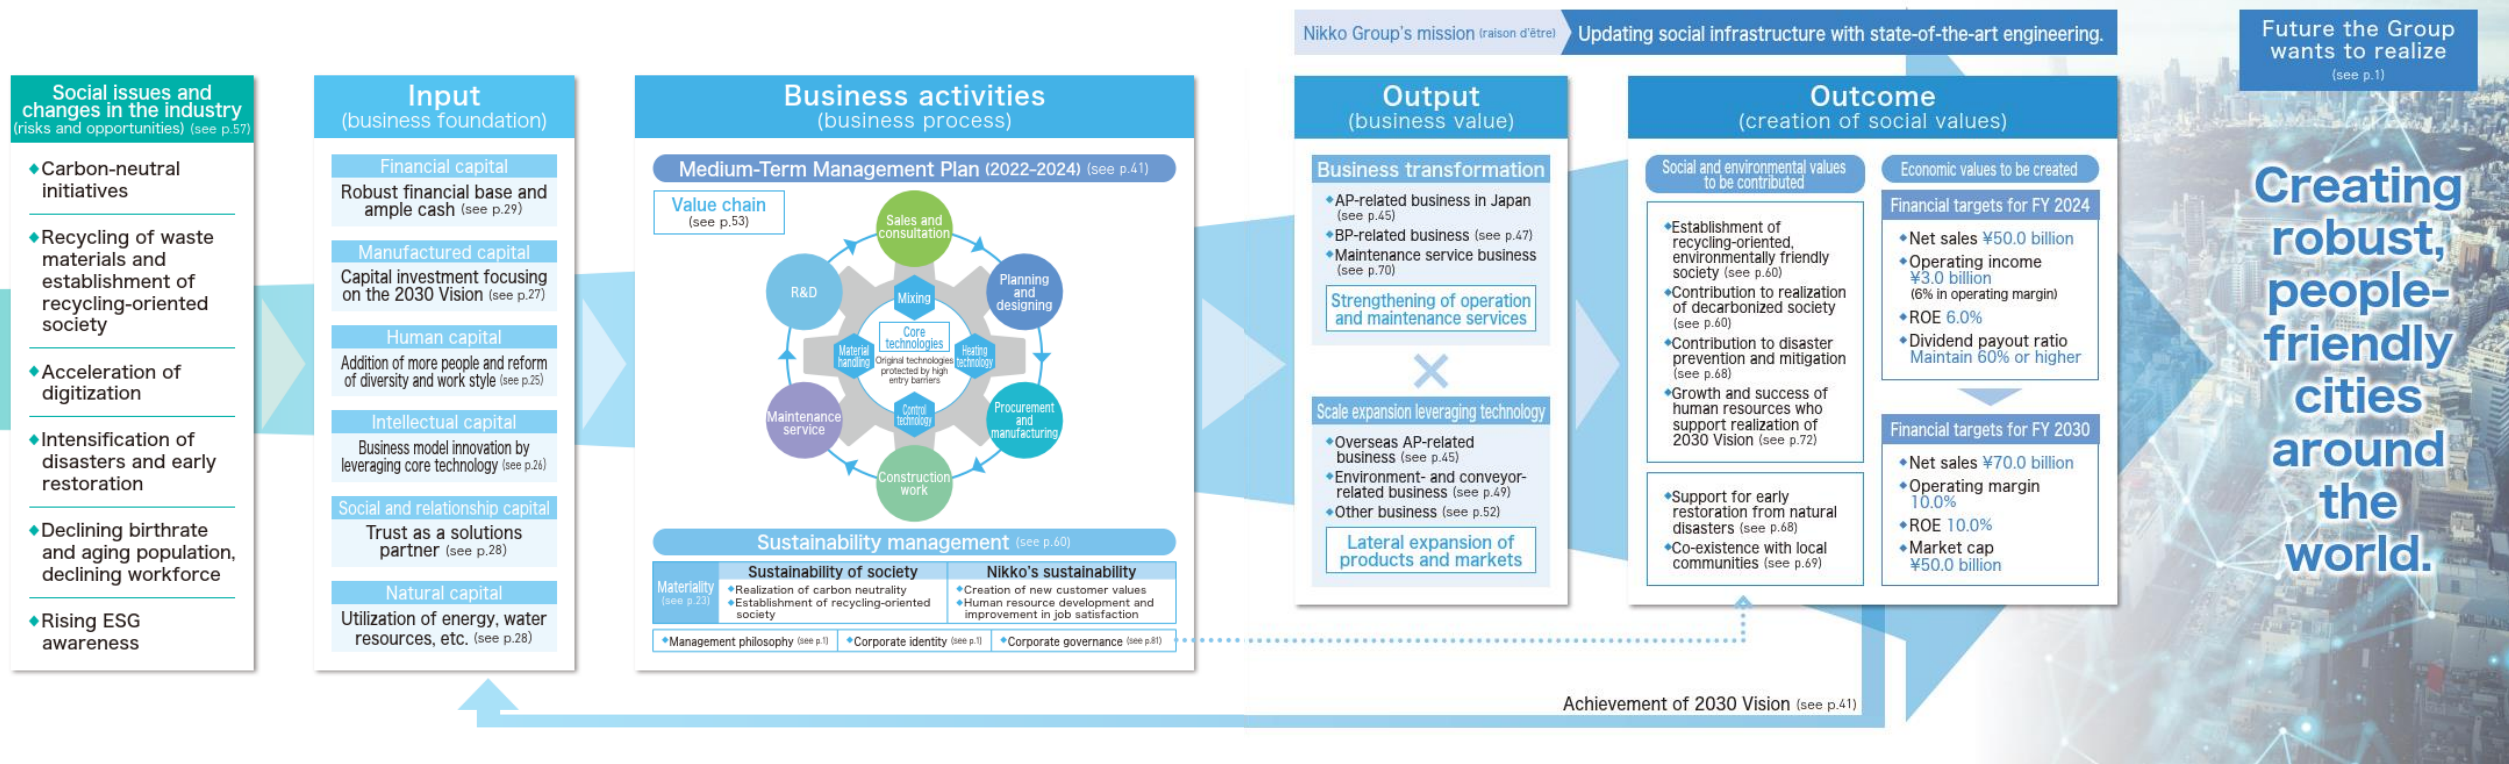 Nikko Group's mission (raison d'être)
Updating social infrastructure with state-of-the-art engineering.
Future the Group
wants to realize
(see p.1)
Social issues and
changes in the industry
(risks and opportunities) (see p.57)
◆Carbon-neutral
initiatives
◆Recycling of waste
materials and
establishment of
recycling-oriented
society
◆Acceleration of
digitization
◆Intensification of
disasters and early
restoration
◆Declining birthrate
and aging population,
declining workforce
◆Rising ESG
awareness
Input
(business foundation)
Financial capital
Robust financial base and
ample cash (see p.29)
Manufactured capital
Capital investment focusing
on the 2030 Vision (see p.27)
Human capital
Addition of more people and reform
of diversity and work style (see p.25)
Intellectual capital
Business model innovation by
leveraging core technology (see p.26)
Social and relationship capital
Trust as a solutions
partner (see p.28)
Natural capital
Utilization of energy, water
resources, etc. (see p.28)
Business activities
(business process)
Medium-Term Management Plan (2022–2024) (see p.41)
Value chain
(see p.53)
Sales and
consultation
Planning
and
designing
Procurement
and
manufacturing
Construction
work
Maintenance
service
R&D
Mixing
Core
technologies
Original technologies
protected by high
entry barriers
Material
handling
Heating
technology
Control
technology
Sustainability management (see p.60)
Materiality
(see p.23)
Sustainability of society
◆Realization of carbon neutrality
◆Establishment of recycling-oriented
society
Nikko's sustainability
◆Creation of new customer values
◆Human resource development and
improvement in job satisfaction
◆Management philosophy (see p.1)
◆Corporate identity (see p.1)
◆Corporate governance (see p.81)
Output
(business value)
Business transformation
◆AP-related business in Japan
(see p.45)
◆BP-related business (see p.47)
◆Maintenance service business
(see p.70)
Strengthening of operation
and maintenance services
×
Scale expansion leveraging technology
◆Overseas AP-related
business (see p.45)
◆Environment- and conveyor-
related business (see p.49)
◆Other business (see p.52)
Lateral expansion of
products and markets
Outcome
(creation of social values)
Social and environmental values
to be contributed
◆Establishment of
recycling-oriented,
environmentally friendly
society (see p.60)
◆Contribution to realization
of decarbonized society
(see p.60)
◆Contribution to disaster
prevention and mitigation
(see p.68)
◆Growth and success of
human resources who
support realization of
2030 Vision (see p.72)
◆Support for early
restoration from natural
disasters (see p.68)
◆Co-existence with local
communities (see p.69)
Economic values to be created
Financial targets for FY 2024
◆Net sales ¥50.0 billion
◆Operating income
¥3.0 billion
(6% in operating margin)
◆ROE 6.0%
◆Dividend payout ratio
Maintain 60% or higher
Financial targets for FY 2030
◆Net sales ¥70.0 billion
◆Operating margin
10.0%
◆ROE 10.0%
◆Market cap
¥50.0 billion
Achievement of 2030 Vision (see p.41)
Creating
robust,
people-
friendly
cities
around
the
world.